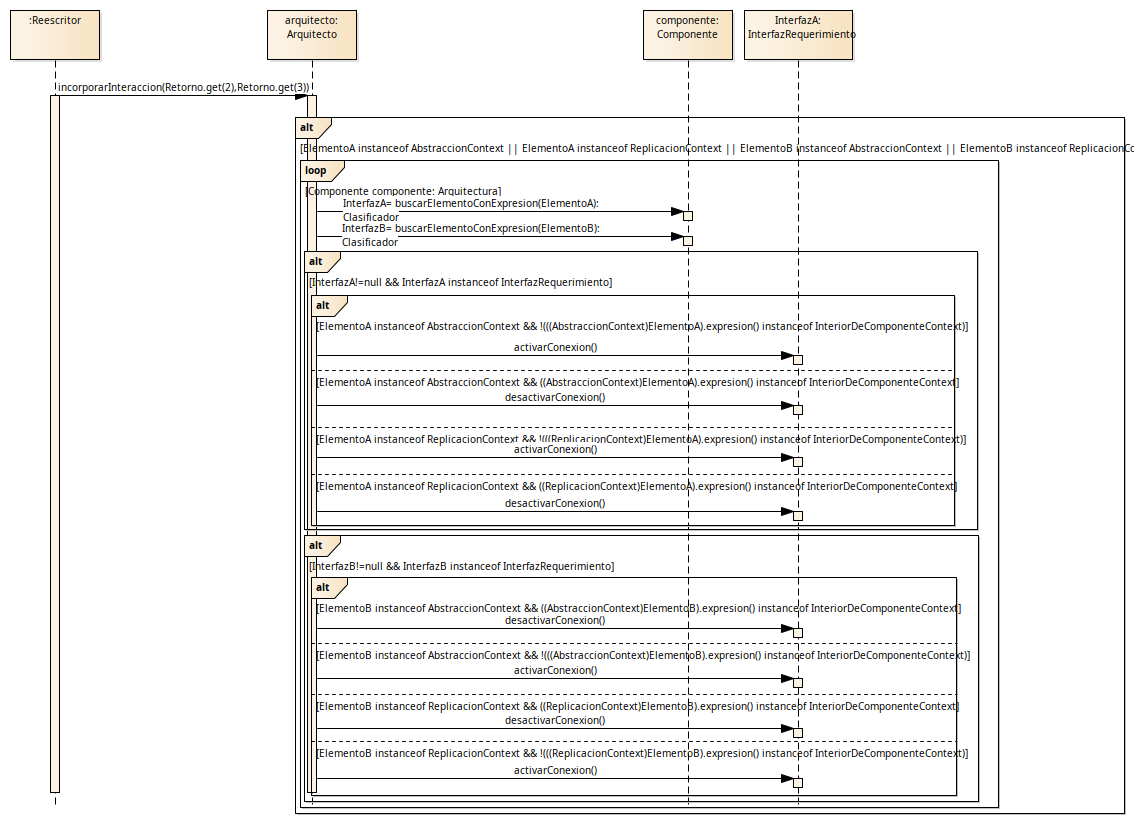 :Reescritor
arquitecto:
Arquitecto
componente:
Componente
InterfazA:
InterfazRequerimiento
incorporarInteraccion(Retorno.get(2),Retorno.get(3))
alt
[ElementoA instanceof AbstraccionContext || ElementoA instanceof ReplicacionContext || ElementoB instanceof AbstraccionContext || ElementoB instanceof ReplicacionCo
loop
[Componente componente: Arquitectura]
InterfazA= buscarElementoConExpresion(ElementoA):
Clasificador
InterfazB= buscarElementoConExpresion(ElementoB):
Clasificador
alt
[InterfazA!=null && InterfazA instanceof InterfazRequerimiento]
alt
[ElementoA instanceof AbstraccionContext && !(((AbstraccionContext)ElementoA).expresion() instanceof InteriorDeComponenteContext)]
activarConexion()
[ElementoA instanceof AbstraccionContext && ((AbstraccionContext)ElementoA).expresion() instanceof InteriorDeComponenteContext]
desactivarConexion()
[ElementoA instanceof ReplicacionContext && !(((ReplicacionContext)ElementoA).expresion() instanceof InteriorDeComponenteContext)]
activarConexion()
[ElementoA instanceof ReplicacionContext && ((ReplicacionContext)ElementoA).expresion() instanceof InteriorDeComponenteContext]
desactivarConexion()
alt
[InterfazB!=null && InterfazB instanceof InterfazRequerimiento]
alt
[ElementoB instanceof AbstraccionContext && ((AbstraccionContext)ElementoB).expresion() instanceof InteriorDeComponenteContext]
desactivarConexion()
[ElementoB instanceof AbstraccionContext && !(((AbstraccionContext)ElementoB).expresion() instanceof InteriorDeComponenteContext)]
activarConexion()
[ElementoB instanceof ReplicacionContext && ((ReplicacionContext)ElementoB).expresion() instanceof InteriorDeComponenteContext]
desactivarConexion()
[ElementoB instanceof ReplicacionContext && !(((ReplicacionContext)ElementoB).expresion() instanceof InteriorDeComponenteContext)]
activarConexion()